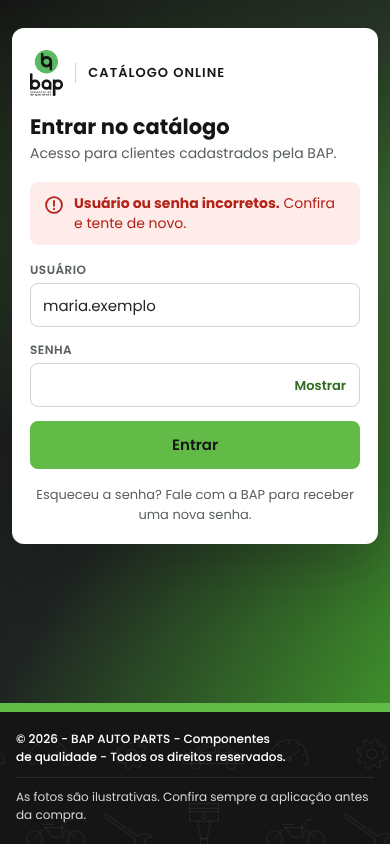 bap
CATÁLOGO ONLINE
Entrar no catálogo
Acesso para clientes cadastrados pela BAP.
Usuário ou senha incorretos. Confira
e tente de novo.
USUÁRIO
maria.exemplo
SENHA
Mostrar
Entrar
Esqueceu a senha? Fale com a BAP para receber
uma nova senha.
© 2026 - BAP AUTO PARTS - Componentes
de qualidade - Todos os direitos reservados.
As fotos são ilustrativas. Confira sempre a aplicação antes
da compra.